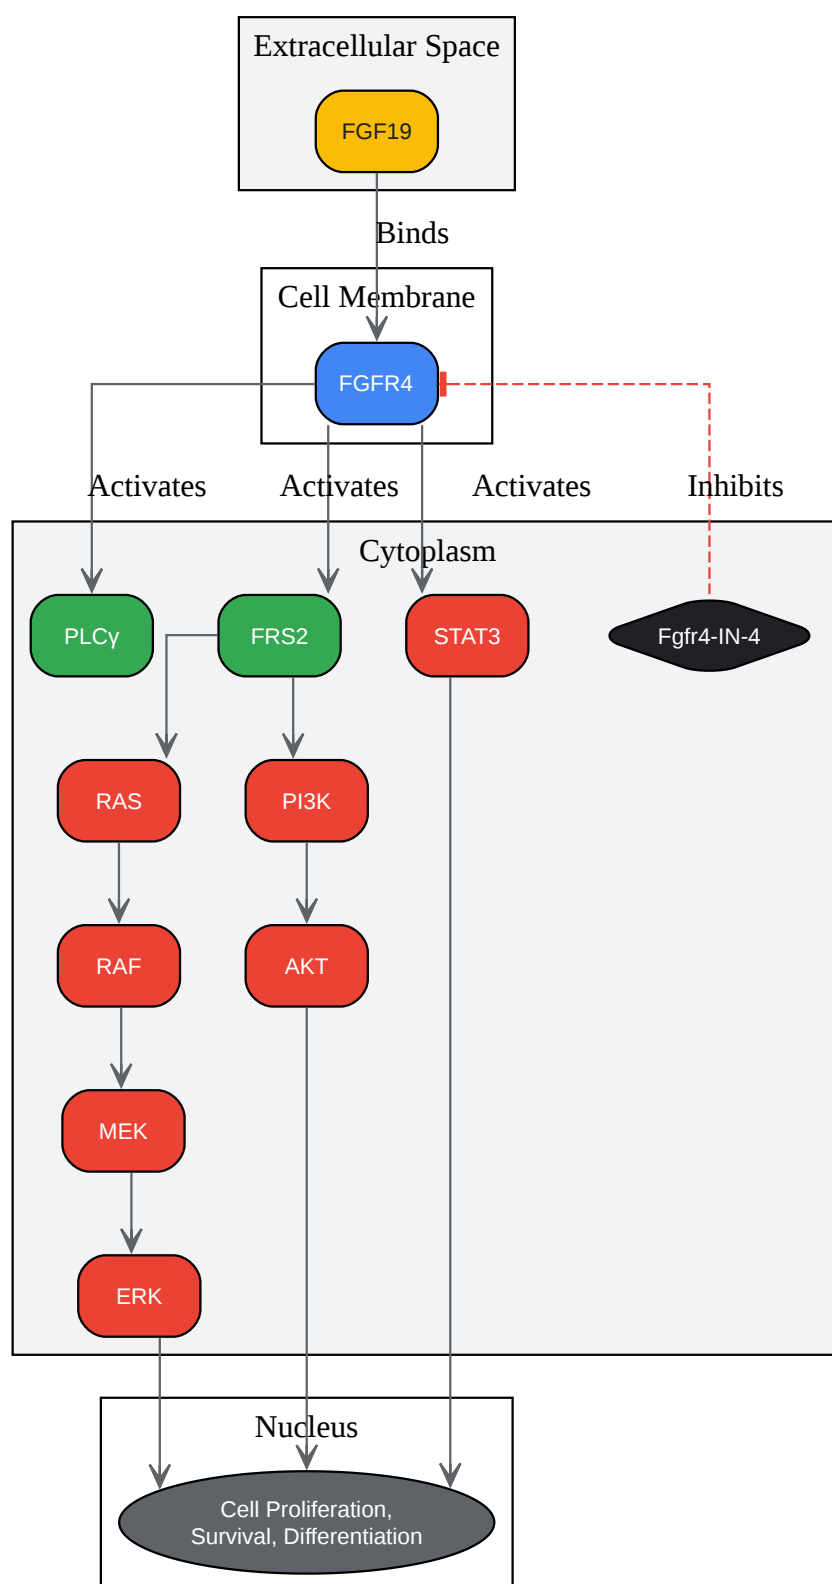 Extracellular Space
FGF19
Binds
Cell Membrane
FGFR4
Activates
Activates
Activates
Inhibits
Cytoplasm
PLCγ
FRS2
STAT3
Fgfr4-IN-4
RAS
PI3K
RAF
AKT
MEK
ERK
Nucleus
Cell Proliferation,
Survival, Differentiation